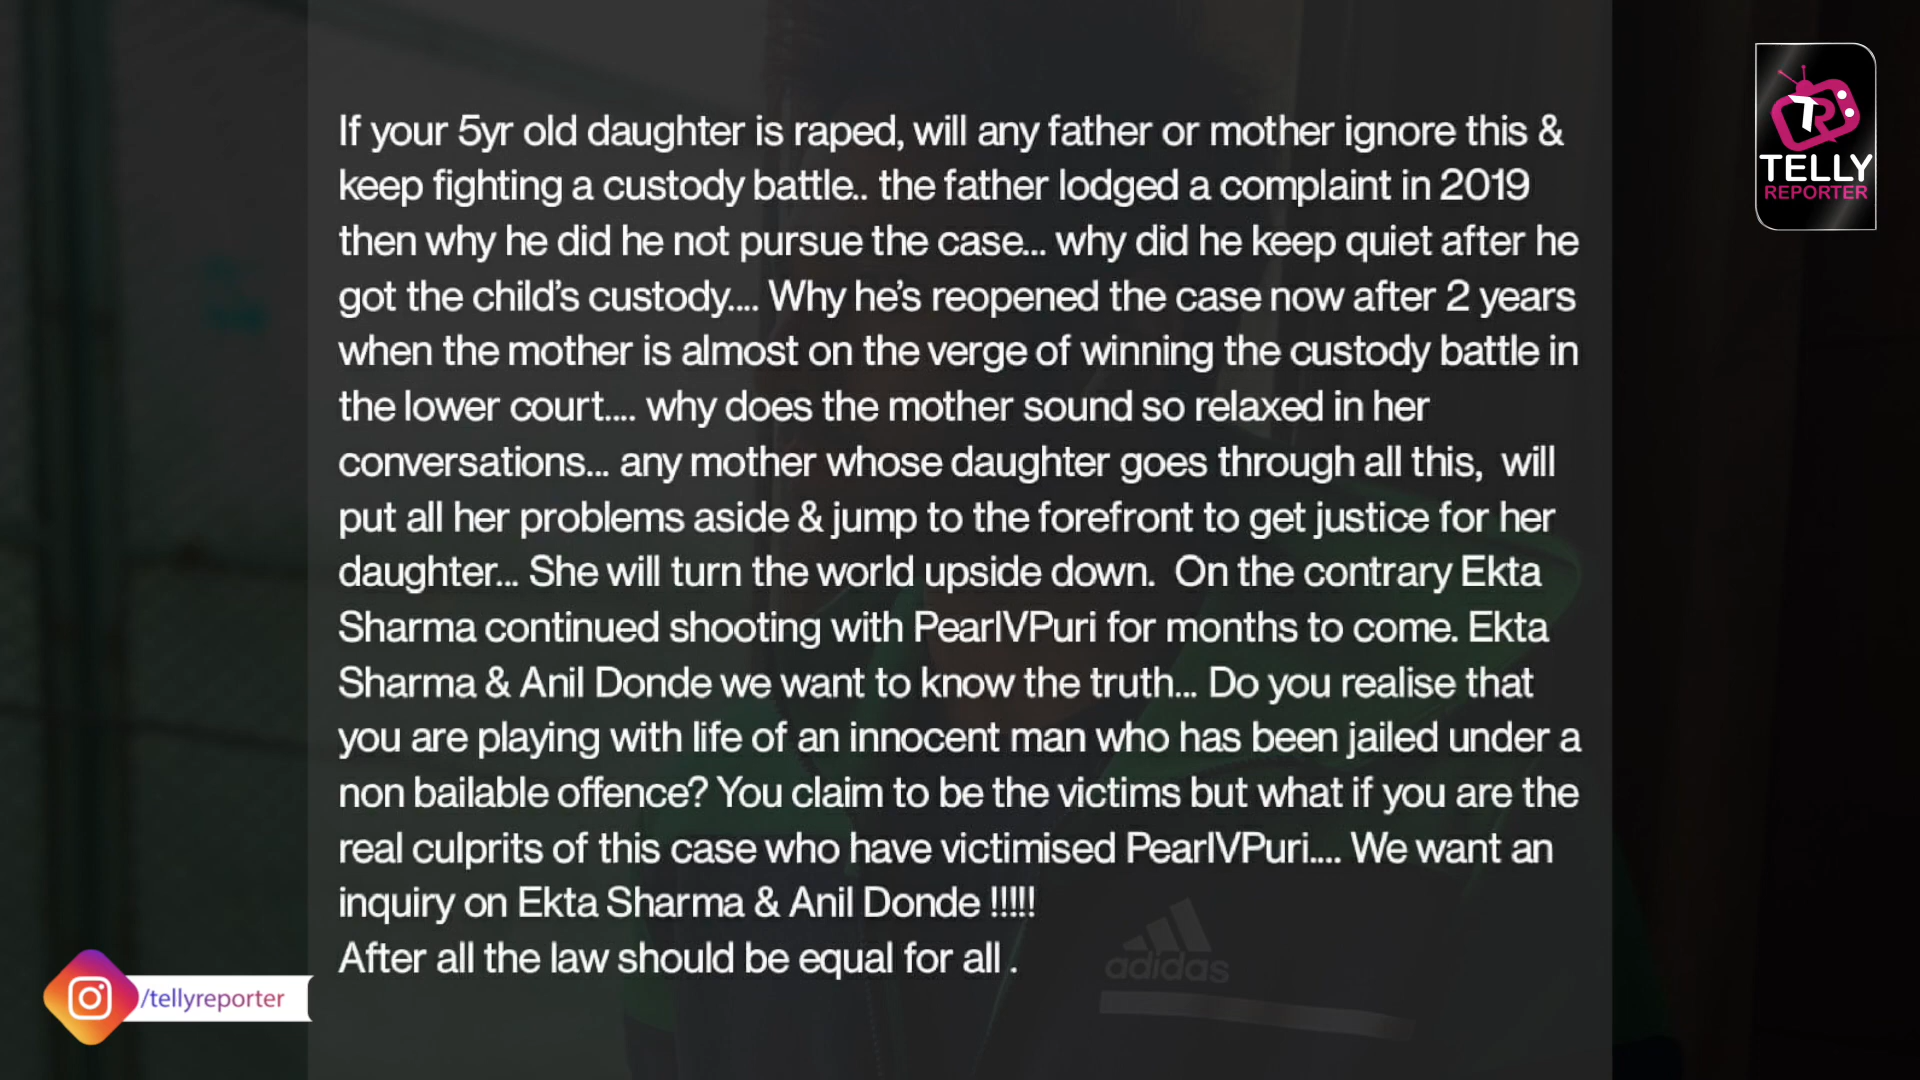 If your 5yr old daughter is raped, will any father or mother ignore this &
keep fighting a custody battle.. the father lodged a complaint in 2019
then why he did he not pursue the case... why did he keep quiet after he
got the child's custody.... Why he's reopened the case now after 2 years
when the mother is almost on the verge of winning the custody battle in
the lower court.... why does the mother sound so relaxed in her
conversations... any mother whose daughter goes through all this,  will
put all her problems aside & jump to the forefront to get justice for her
daughter... She will turn the world upside down.  On the contrary Ekta
Sharma continued shooting with PearlVPuri for months to come. Ekta
Sharma & Anil Donde we want to know the truth... Do you realise that
you are playing with life of an innocent man who has been jailed under a
non bailable offence? You claim to be the victims but what if you are the
real culprits of this case who have victimised PearlVPuri.... We want an
inquiry on Ekta Sharma & Anil Donde !!!!!
After all the law should be equal for all .
adidas
/tellyreporter
TR
TELLY
REPORTER